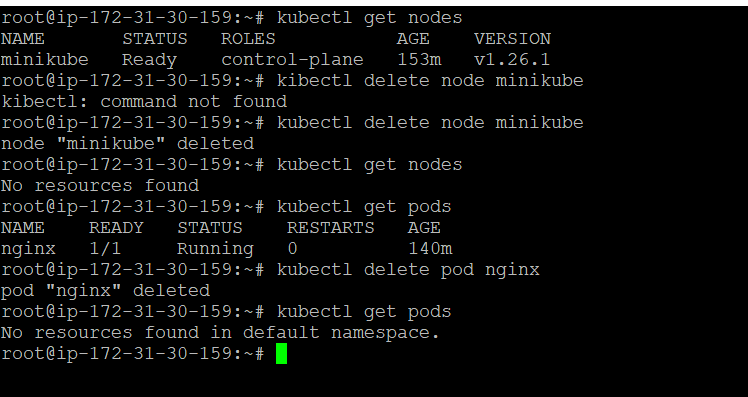 root@ip-172-31-30-159:~# kubectl get nodes
NAME       STATUS   ROLES           AGE    VERSION
minikube   Ready    control-plane   153m   v1.26.1
root@ip-172-31-30-159:~# kibectl delete node minikube
kibectl: command not found
root@ip-172-31-30-159:~# kubectl delete node minikube
node "minikube" deleted
root@ip-172-31-30-159:~# kubectl get nodes
No resources found
root@ip-172-31-30-159:~# kubectl get pods
NAME    READY   STATUS    RESTARTS   AGE
nginx   1/1     Running   0          140m
root@ip-172-31-30-159:~# kubectl delete pod nginx
pod "nginx" deleted
root@ip-172-31-30-159:~# kubectl get pods
No resources found in default namespace.
root@ip-172-31-30-159:~#